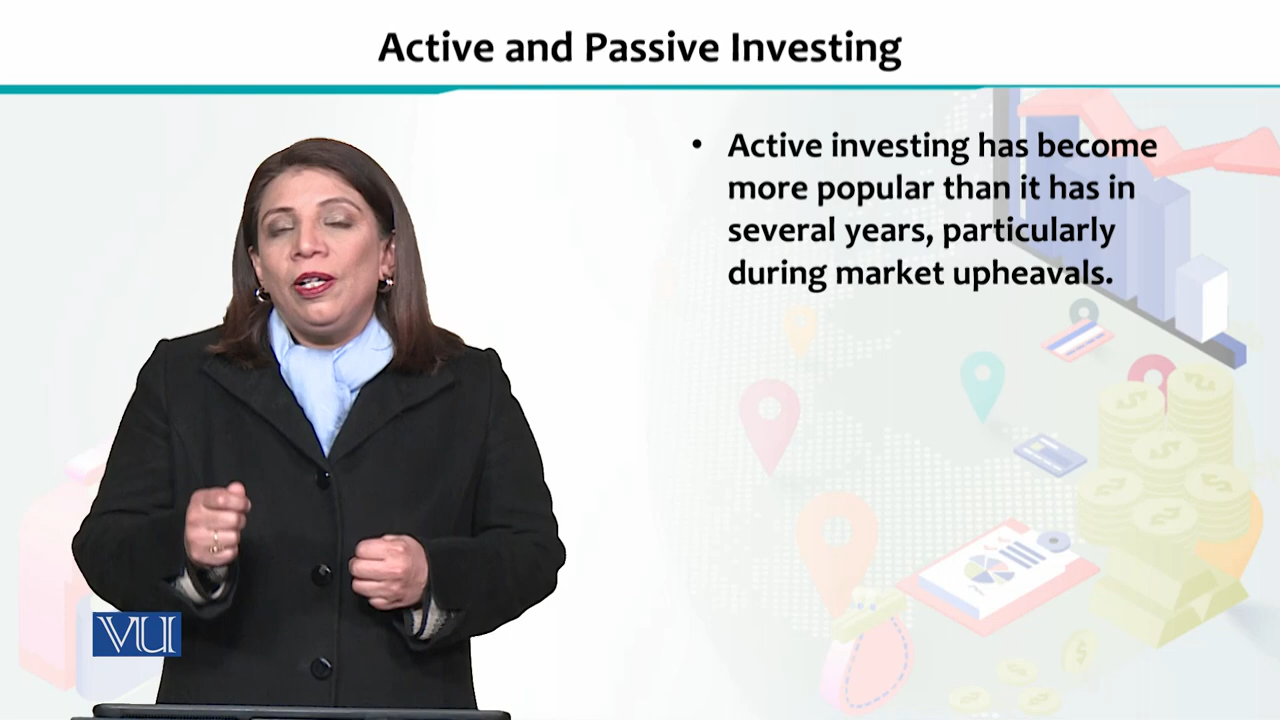 Active and Passive Investing
• Active investing has become
more popular than it has in
several years, particularly
during market upheavals.
VU